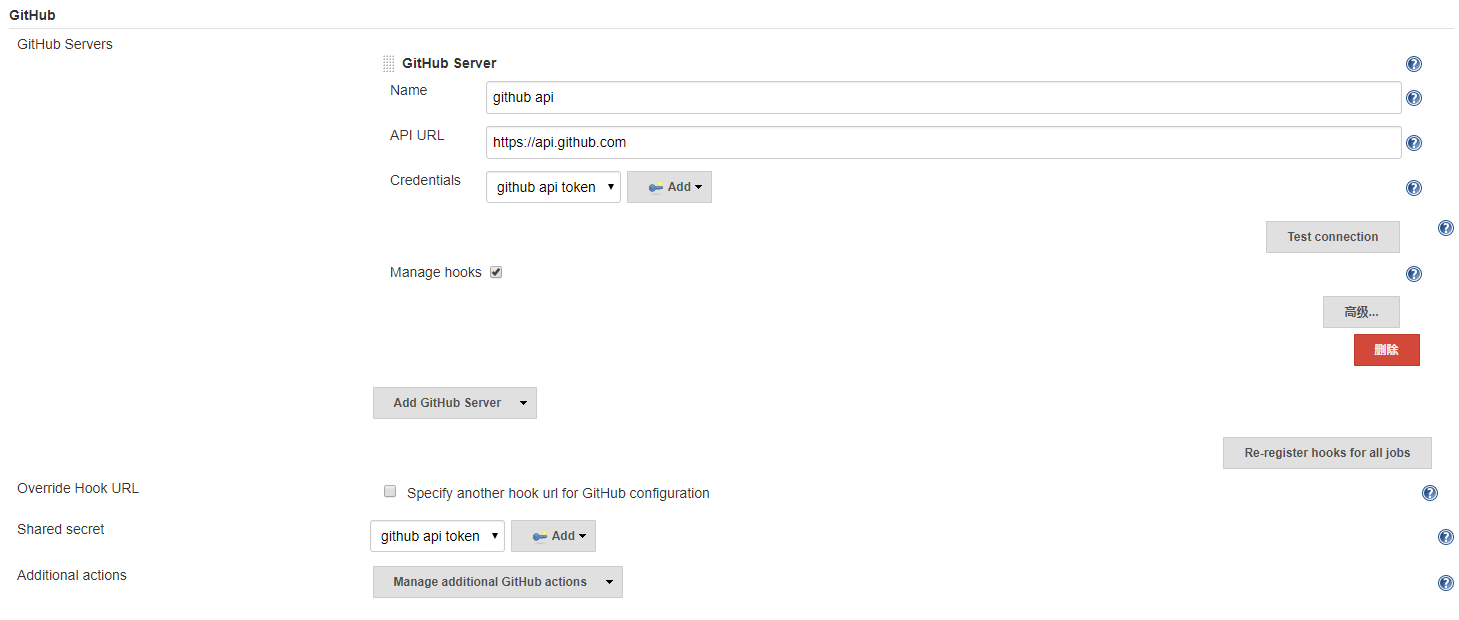 GitHub
GitHub Servers
GitHub Server
Name
github api
API URL
https://api.github.com
Credentials
github api token
Add
Test connection
Manage hooks
高级...
删除
Add GitHub Server
Re-register hooks for all jobs
Override Hook URL
Specify another hook url for GitHub configuration
Shared secret
github api token
Add
Additional actions
Manage additional GitHub actions